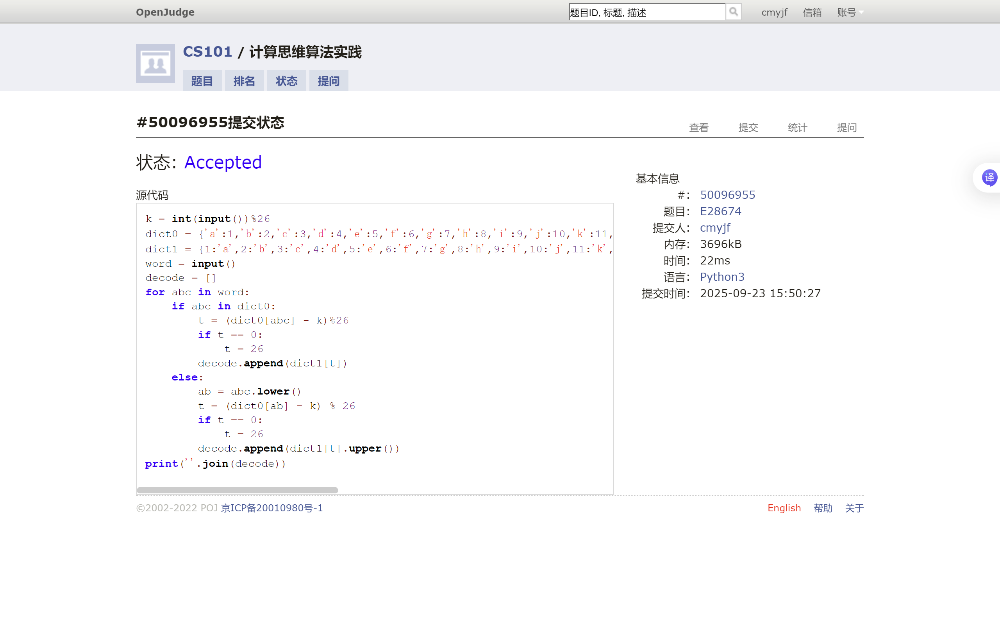 OpenJudge
题目ID, 标题, 描述
cmyjf 信箱 账号
CS101 / 计算思维算法实践
题目 排名 状态 提问
#50096955提交状态
查看 提交 统计 提问
状态: Accepted
源代码
k = int(input())%26
dict0 = {'a':1,'b':2,'c':3,'d':4,'e':5,'f':6,'g':7,'h':8,'i':9,'j':10,'k':11,
dict1 = {1:'a',2:'b',3:'c',4:'d',5:'e',6:'f',7:'g',8:'h',9:'i',10:'j',11:'k',
word = input()
decode = []
for abc in word:
    if abc in dict0:
        t = (dict0[abc] - k)%26
        if t == 0:
            t = 26
        decode.append(dict1[t])
    else:
        ab = abc.lower()
        t = (dict0[ab] - k) % 26
        if t == 0:
            t = 26
        decode.append(dict1[t].upper())
print(''.join(decode))
基本信息
#: 50096955
题目: E28674
提交人: cmyjf
内存: 3696kB
时间: 22ms
语言: Python3
提交时间: 2025-09-23 15:50:27
译
©2002-2022 POJ 京ICP备20010980号-1
English 帮助 关于